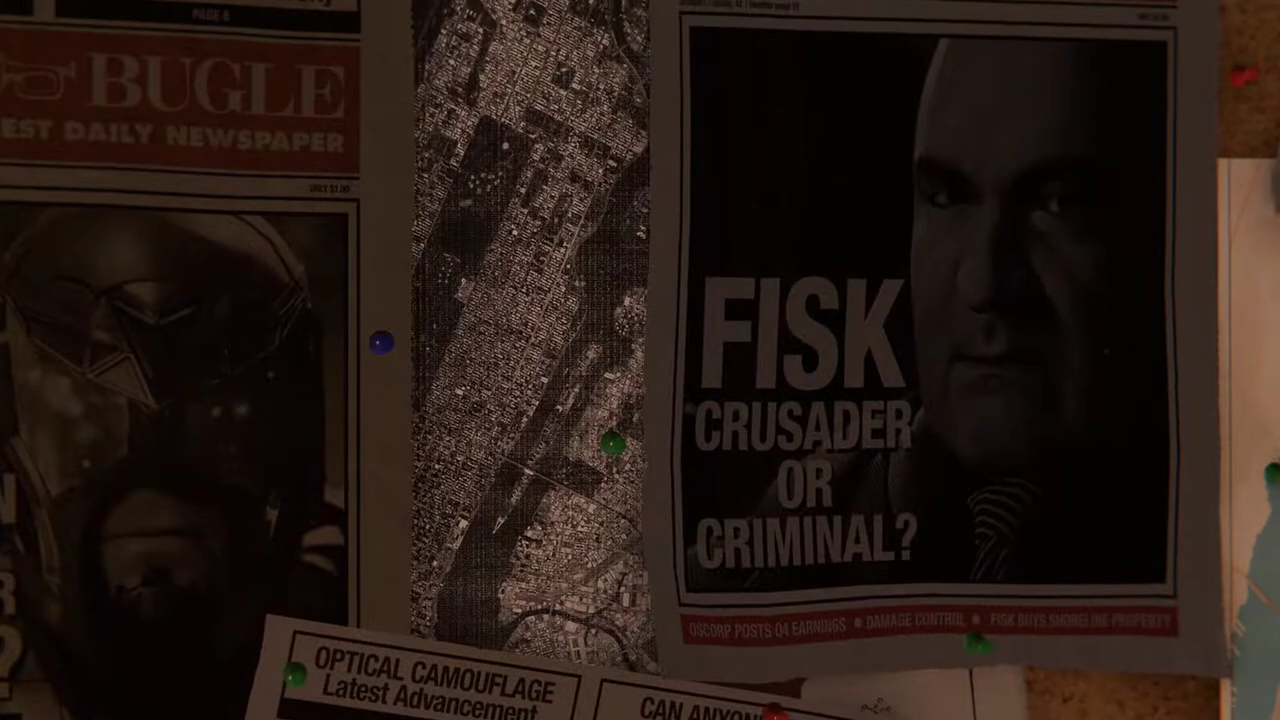 PAGE 6
BUGLE
EST DAILY NEWSPAPER
ONLY $1.00
N
R
?
OPTICAL CAMOUFLAGE
Latest Advancement
CAN ANYON
FISK
CRUSADER
OR
CRIMINAL?
OSCORP POSTS Q4 EARNINGS DAMAGE CONTROL FISK BUYS SHORELINE PROPERTY